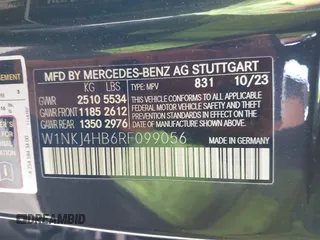 MFD BY MERCEDES-BENZ AG STUTTGART
KG LBS TYPE: MPV 831 10/23
GVWR 2510 5534
GAWR FRONT 1185 2612
GAWR REAR 1350 2976
THIS VEHICLE CONFORMS TO ALL APPLICABLE
FEDERAL MOTOR VEHICLE SAFETY, BUMPER,
AND THEFT PREVENTION STANDARDS IN
EFFECT ON THE DATE OF MANUFACTURE
SHOWN ABOVE.
W1NKJ4HB6RF099056
MADE IN GERMANY
DREAMBID